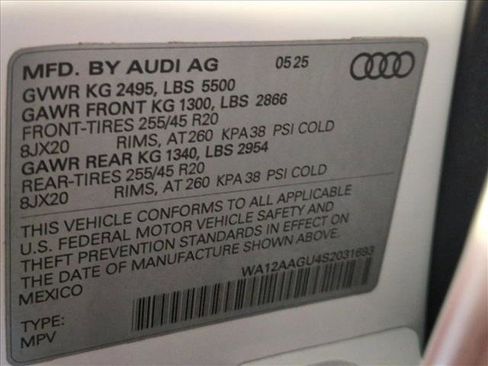 MFD. BY AUDI AG 05 25
GVWR KG 2495, LBS 5500
GAWR FRONT KG 1300, LBS 2866
FRONT-TIRES 255/45 R20
8JX20 RIMS, AT 260 KPA 38 PSI COLD
GAWR REAR KG 1340, LBS 2954
REAR-TIRES 255/45 R20
8JX20 RIMS, AT 260 KPA 38 PSI COLD
THIS VEHICLE CONFORMS TO ALL APPLICABLE
U.S. FEDERAL MOTOR VEHICLE SAFETY AND
THEFT PREVENTION STANDARDS IN EFFECT ON
THE DATE OF MANUFACTURE SHOWN ABOVE.
MEXICO WA12AAGU4S2031693
TYPE:
MPV